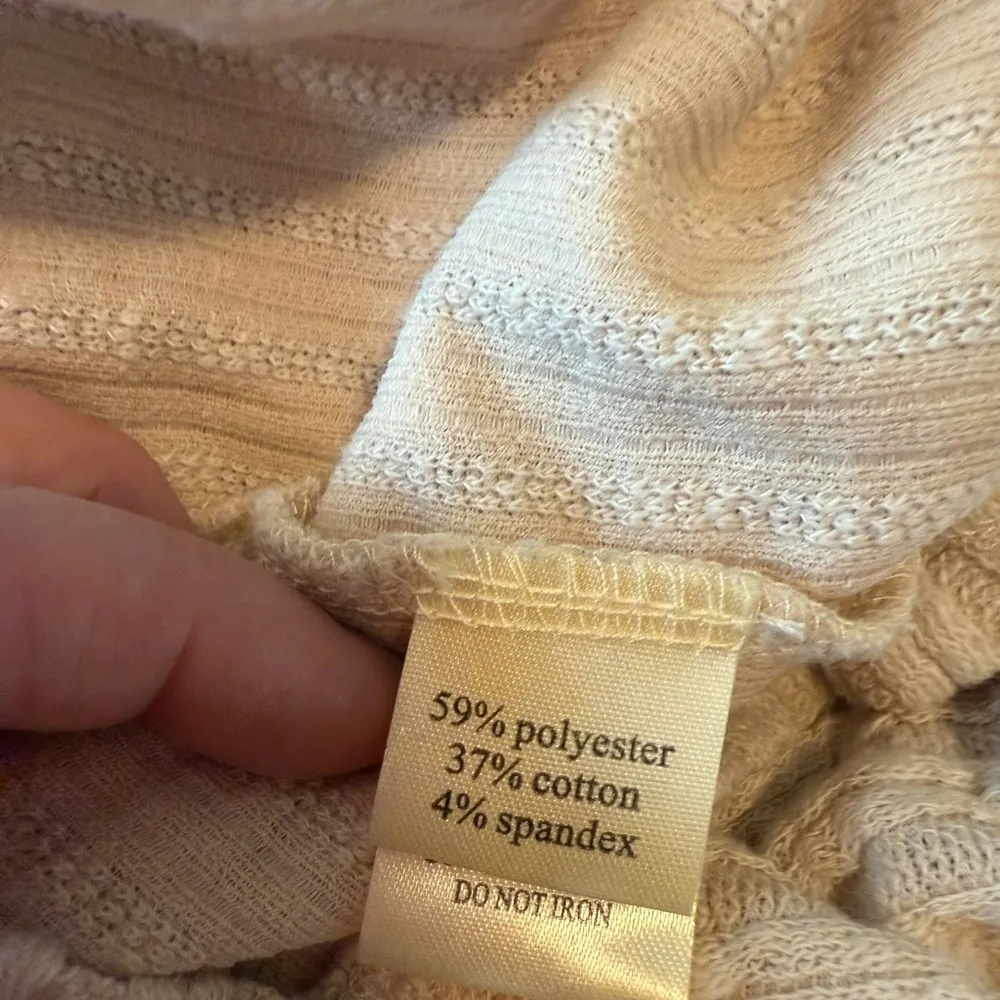 59% polyester
37% cotton
4% spandex
DO NOT IRON